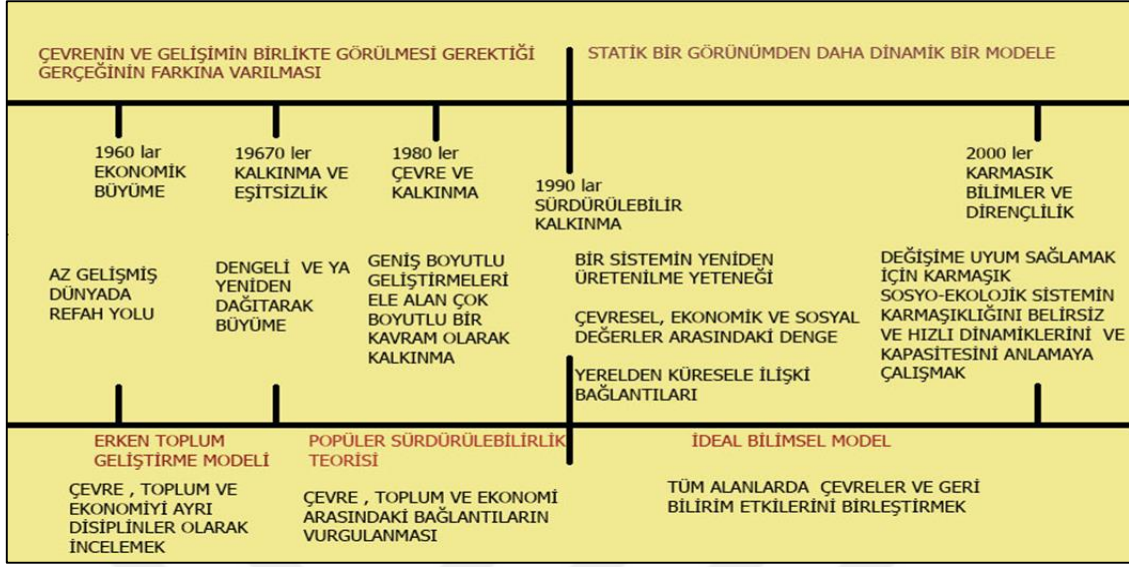 ÇEVRENİN VE GELİŞİMİN BİRLİKTE GÖRÜLMESİ GEREKTİĞİ
GERÇEĞİNİN FARKINA VARILMASI
STATİK BİR GÖRÜNÜMDEN DAHA DİNAMİK BİR MODELE
1960 lar
EKONOMİK
BÜYÜME
19670 ler
KALKINMA VE
EŞİTSİZLİK
1980 ler
ÇEVRE VE
KALKINMA
1990 lar
SÜRDÜRÜLEBİLİR
KALKINMA
2000 ler
KARMASIK
BİLİMLER VE
DİRENÇLİLİK
AZ GELİŞMİŞ
DÜNYADA
REFAH YOLU
DENGELİ VE YA
YENİDEN
DAĞITARAK
BÜYÜME
GENİŞ BOYUTLU
GELİŞTİRMELERİ
ELE ALAN ÇOK
BOYUTLU BİR
KAVRAM OLARAK
KALKINMA
BİR SİSTEMİN YENİDEN
ÜRETENİLME YETENEĞİ
ÇEVRESEL, EKONOMİK VE SOSYAL
DEĞERLER ARASINDAKİ DENGE
YERELDEN KÜRESELE İLİŞKİ
BAĞLANTILARI
DEĞİŞİME UYUM SAĞLAMAK
İÇİN KARMAŞIK
SOSYO-EKOLOJİK SİSTEMİN
KARMAŞIKLIĞINI BELİRSİZ
VE HIZLI DİNAMİKLERİNİ VE
KAPASİTESİNİ ANLAMAYA
ÇALIŞMAK
ERKEN TOPLUM
GELİŞTİRME MODELİ
ÇEVRE , TOPLUM VE
EKONOMİYİ AYRI
DİSİPLİNLER OLARAK
İNCELEMEK
POPÜLER SÜRDÜRÜLEBİLİRLİK
TEORİSİ
ÇEVRE , TOPLUM VE EKONOMİ
ARASINDAKİ BAĞLANTILARIN
VURGULANMASI
İDEAL BİLİMSEL MODEL
TÜM ALANLARDA ÇEVRELER VE GERİ
BİLİRİM ETKİLERİNİ BİRLEŞTİRMEK